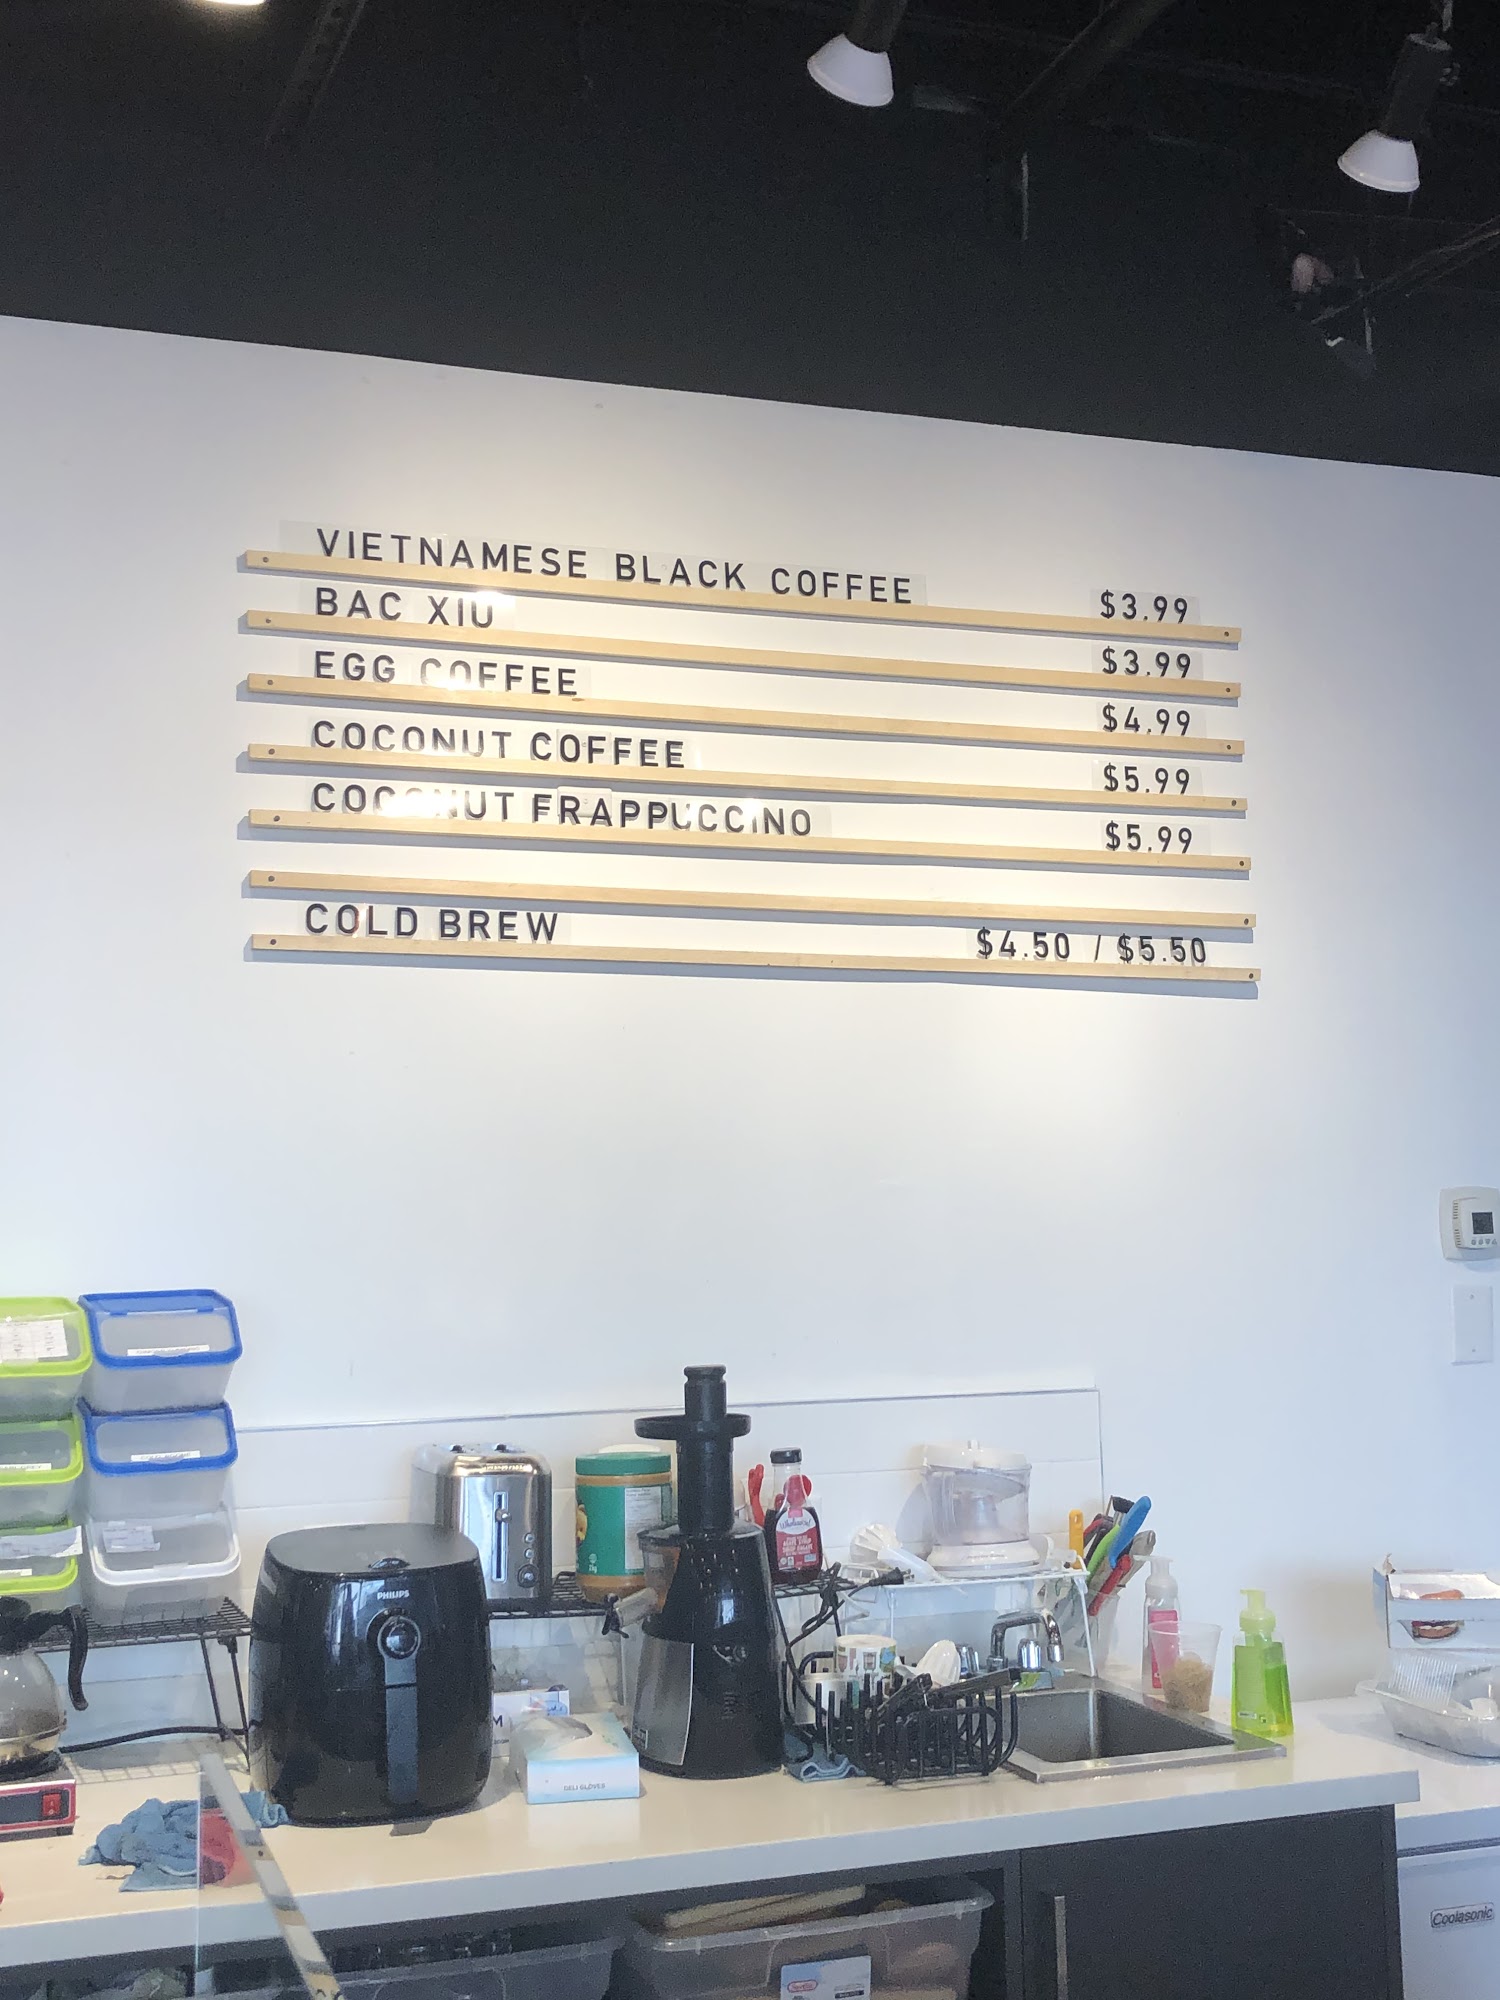 VIETNAMESE BLACK COFFEE $3.99
BAC XIU $3.99
EGG COFFEE $4.99
COCONUT COFFEE $5.99
COCONUT FRAPPUCCINO $5.99
COLD BREW $4.50 / $5.50
PHILIPS
DELI GLOVES
Coolasonic